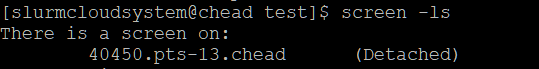 [slurmcloudsystem@chead test]$ screen -ls
There is a screen on:
        40450.pts-13.chead      (Detached)